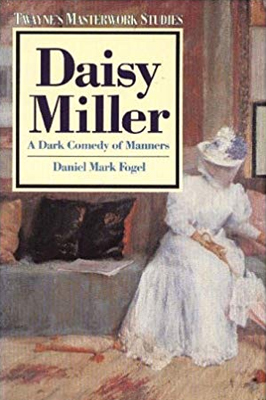 TWAYNE'S MASTERWORK STUDIES
Daisy
Miller
A Dark Comedy of Manners
Daniel Mark Fogel